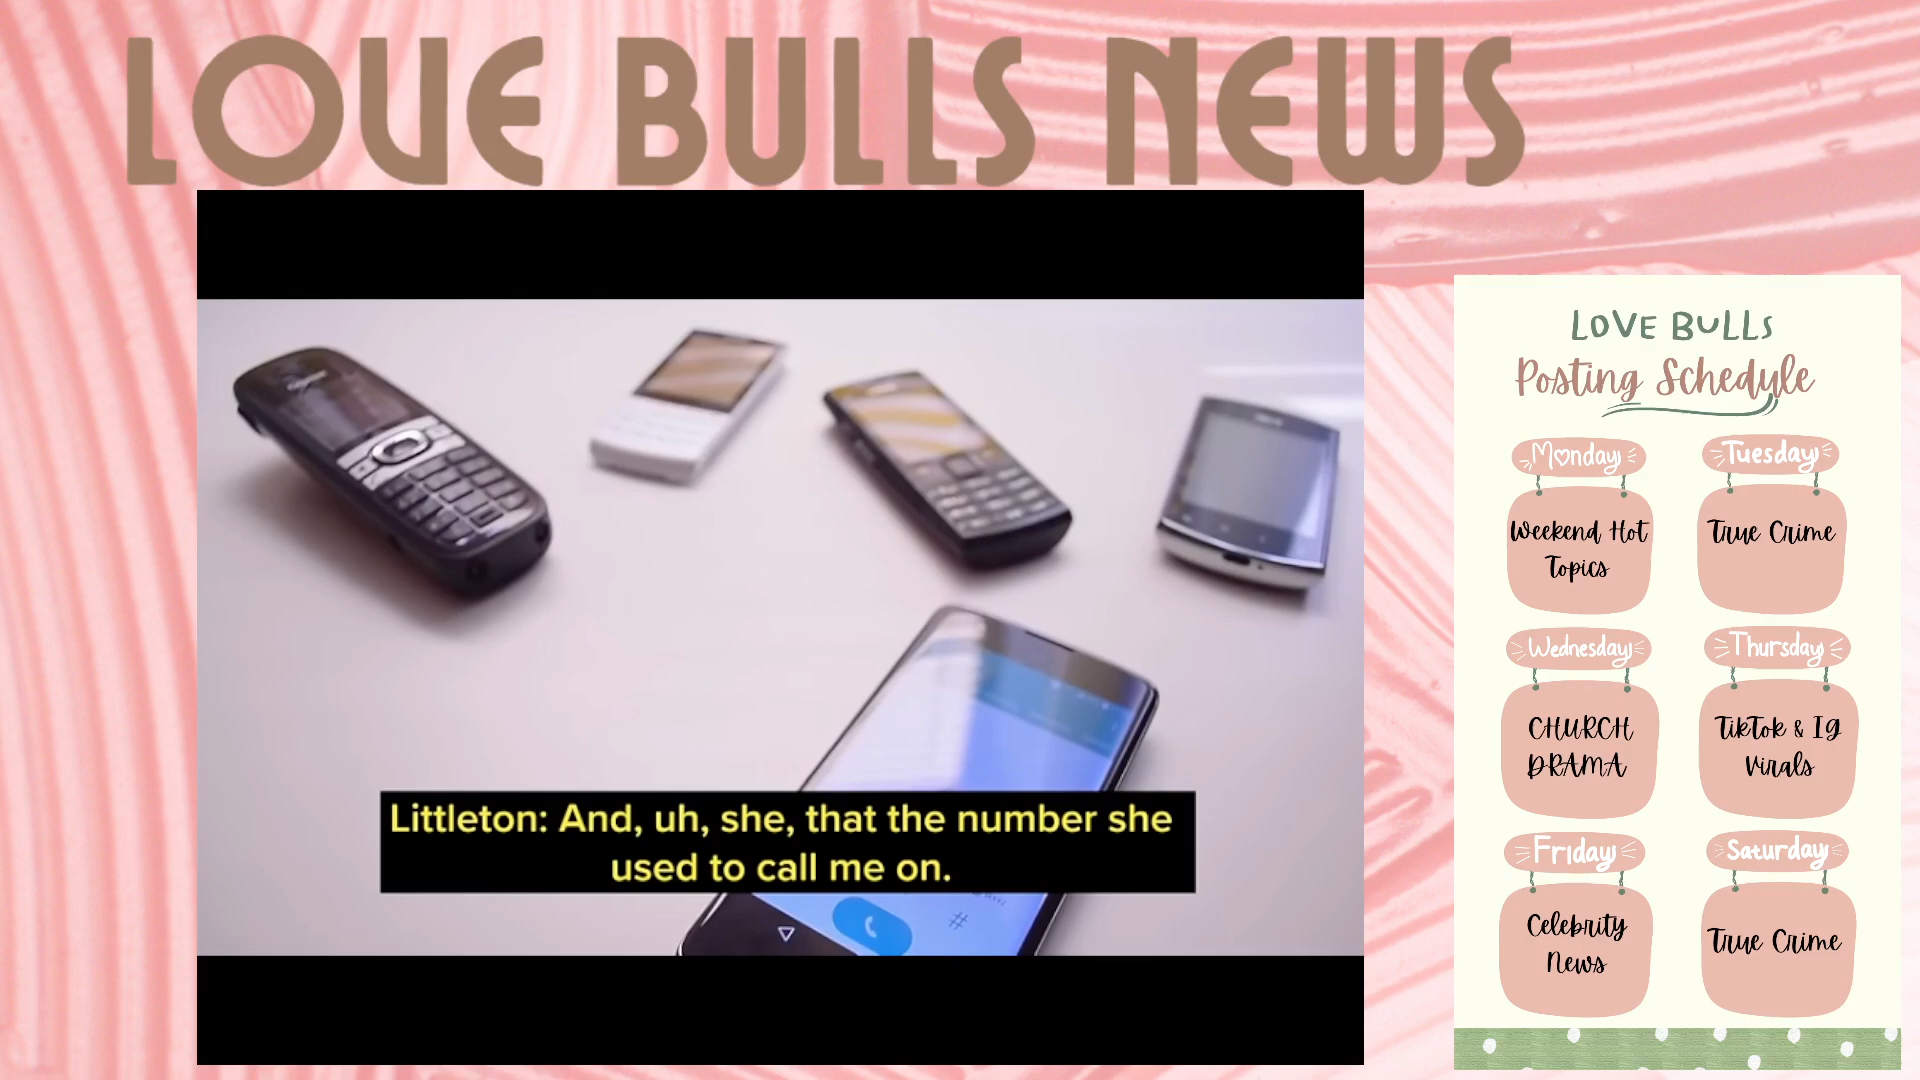 LOVE BULLS NEWS
Littleton: And, uh, she, that the number she
used to call me on.
#
LOVE BULLS
Posting Schedule
Monday
Weekend Hot
Topics
Tuesday
True Crime
Wednesday
CHURCH
DRAMA
Thursday
TikTok & IG
Virals
Friday
Celebrity
News
Saturday
True Crime